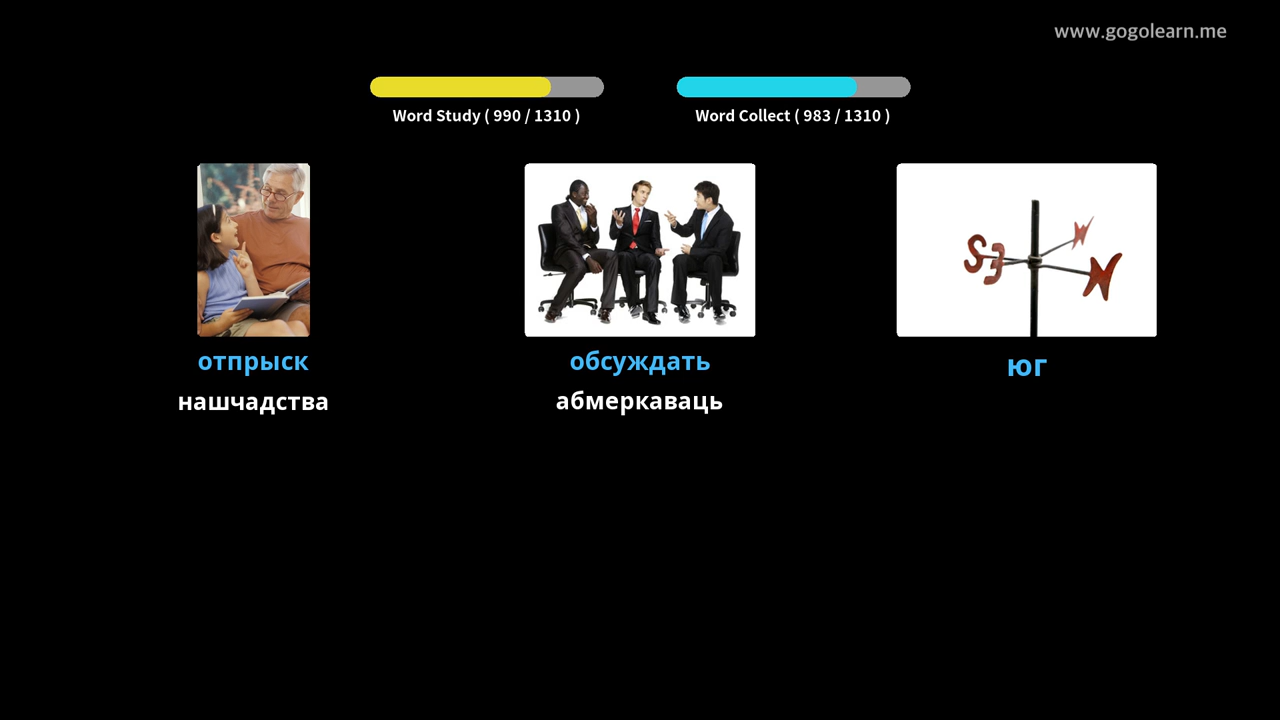 www.gogolearn.me
Word Study ( 990 / 1310 )
Word Collect ( 983 / 1310 )
S E N W
отпрыск
обсуждать
юг
нашчадства
абмеркаваць